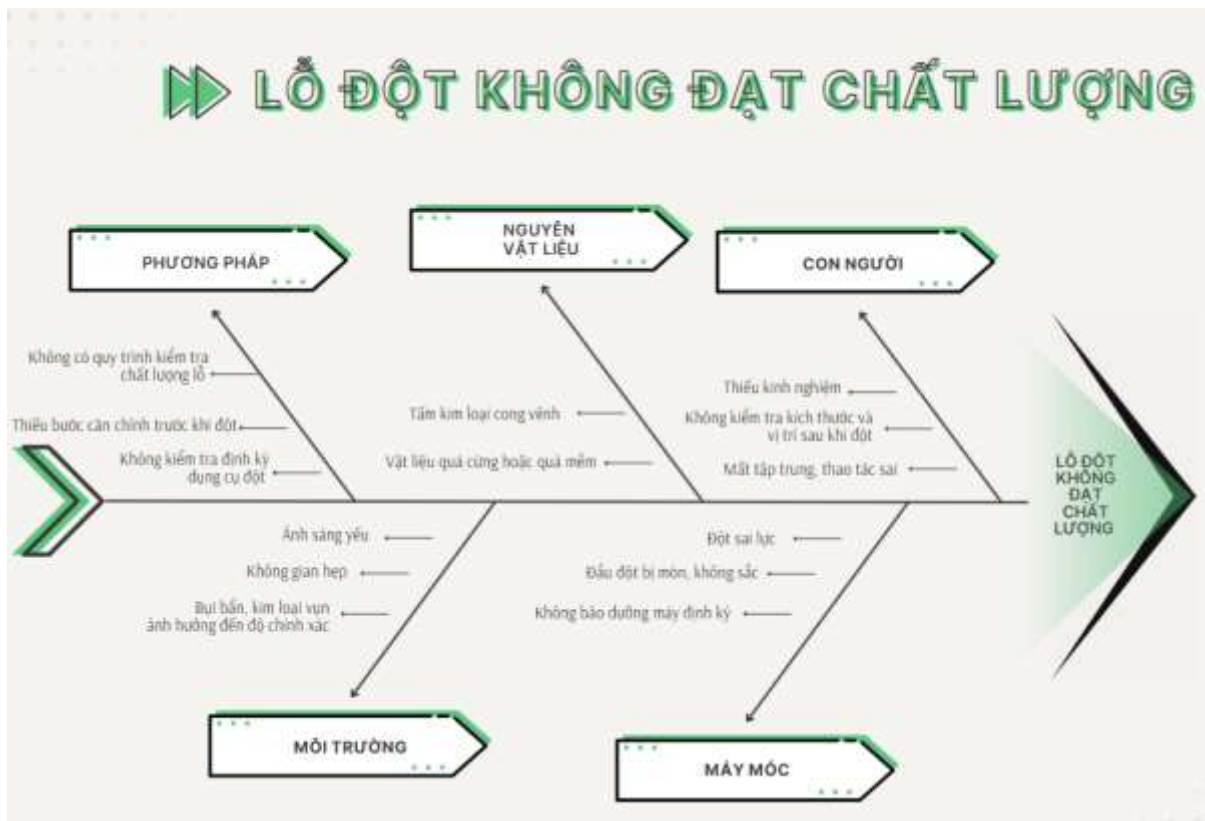 LỖ ĐỘT KHÔNG ĐẠT CHẤT LƯỢNG
PHƯƠNG PHÁP
NGUYÊN
VẬT LIỆU
CON NGƯỜI
Không có quy trình kiểm tra
chất lượng lỗ
Thiếu bước căn chỉnh trước khi đột
Không kiểm tra định kỳ
dụng cụ đột
Tấm kim loại cong vênh
Vật liệu quá cứng hoặc quá mềm
Thiếu kinh nghiệm
Không kiểm tra kích thước và
vị trí sau khi đột
Mất tập trung, thao tác sai
LỖ ĐỘT
KHÔNG
ĐẠT
CHẤT
LƯỢNG
Ánh sáng yếu
Không gian hẹp
Bụi bẩn, kim loại vụn
ảnh hưởng đến độ chính xác
Đột sai lực
Đầu đột bị mòn, không sắc
Không bảo dưỡng máy định kỳ
MÔI TRƯỜNG
MÁY MÓC